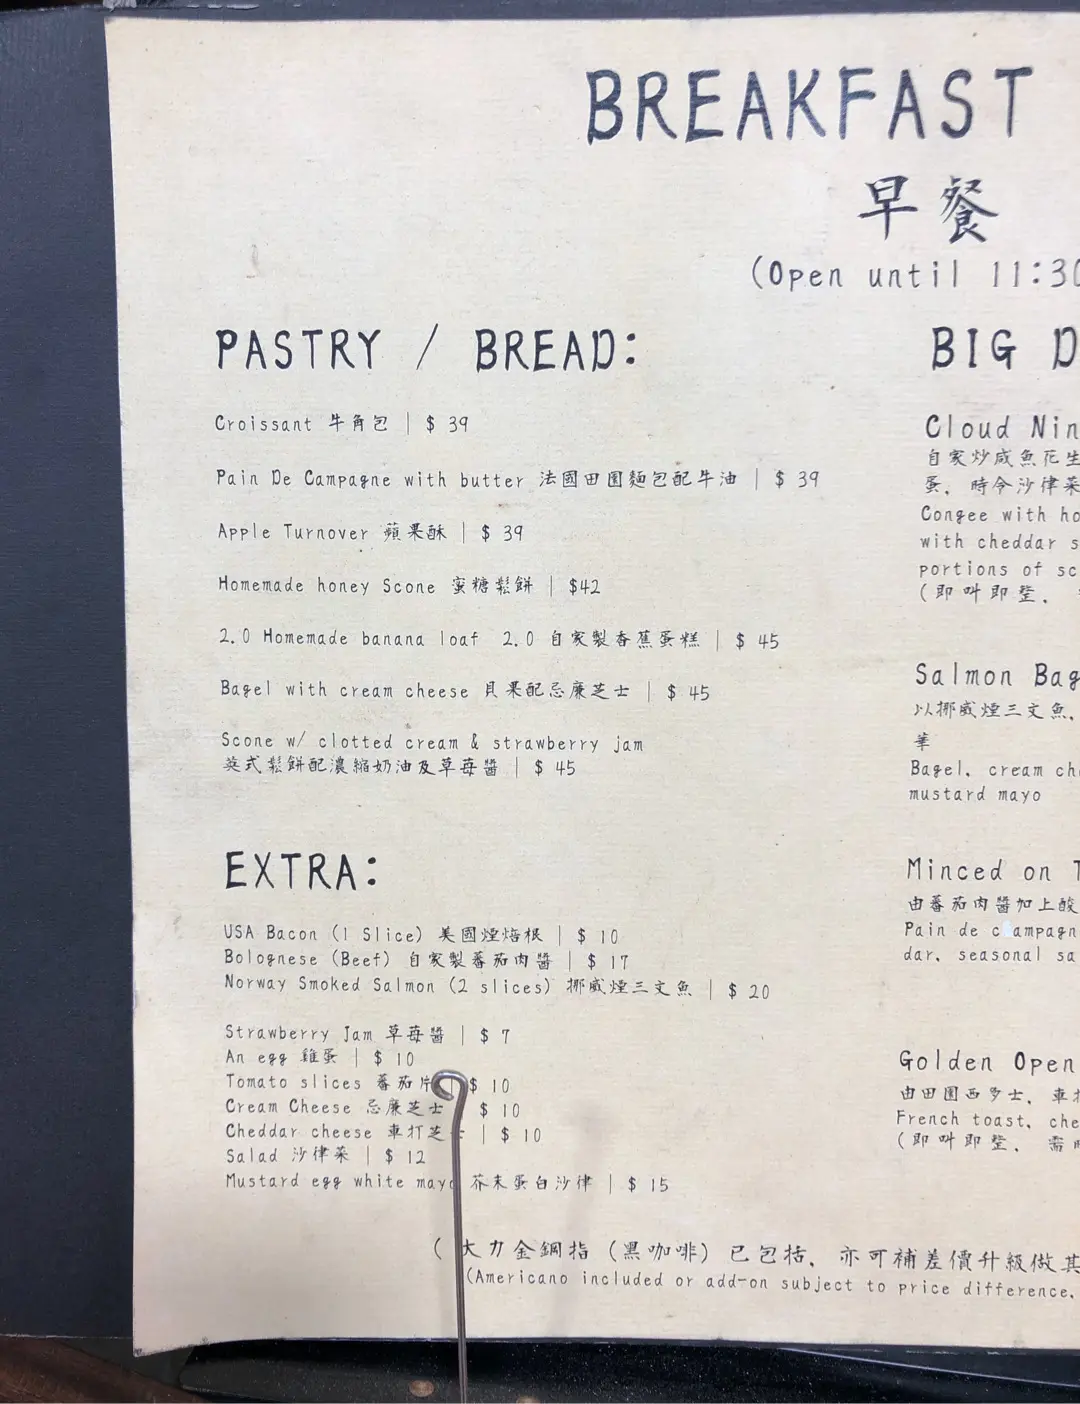 BREAKFAST
早餐
(Open until 11:30
PASTRY / BREAD:
Croissant 牛角包 | $ 39
Pain De Campagne with butter 法國田園麵包配牛油 | $ 39
Apple Turnover 蘋果酥 | $ 39
Homemade honey Scone 蜜糖鬆餅 | $42
2.0 Homemade banana loaf 2.0 自家製香蕉蛋糕 | $ 45
Bagel with cream cheese 貝果配忌廉芝士 | $ 45
Scone w/ clotted cream & strawberry jam
英式鬆餅配濃縮奶油及草莓醬 | $ 45
EXTRA:
USA Bacon (1 Slice) 美國煙焙根 | $ 10
Bolognese (Beef) 自家製蕃茄肉醬 | $ 17
Norway Smoked Salmon (2 slices) 挪威煙三文魚 | $ 20
Strawberry Jam 草莓醬 | $ 7
An egg 雞蛋 | $ 10
Tomato slices 蕃茄片 | $ 10
Cream Cheese 忌廉芝士 $ 10
Cheddar cheese 車打芝士 | $ 10
Salad 沙律菜 | $ 12
Mustard egg white mayo 芥末蛋白沙律 | $ 15
BIG D
Cloud Nin
自家炒咸魚花生
蛋, 時令沙律菜
Congee with ho
with cheddar s
portions of sc
(即叫即整,
Salmon Bag
以挪威煙三文魚,
華
Bagel, cream ch
mustard mayo
Minced on T
由蕃茄肉醬加上酸
Pain de campagn
dar, seasonal sa
Golden Open
由田園西多士, 車打
French toast, che
(即叫即整, 需
(大力金鋼指 (黑咖啡) 已包括, 亦可補差價升級做其
(Americano included or add-on subject to price difference.